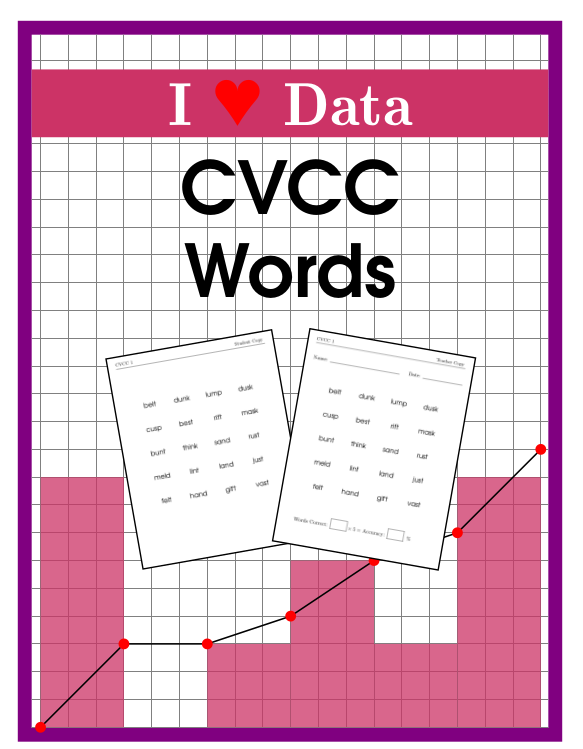 I ♥ Data
CVCC
Words
CVCC 1 Student Copy
belt dunk lump dusk
cusp best riff mask
bunt think sand rust
meld lint land just
felt hand gift vast
CVCC 1 Teacher Copy
Name Date
belt dunk lump dusk
cusp best riff mask
bunt think sand rust
meld lint land just
felt hand gift vast
Words Correct: × 5 = Accuracy: %